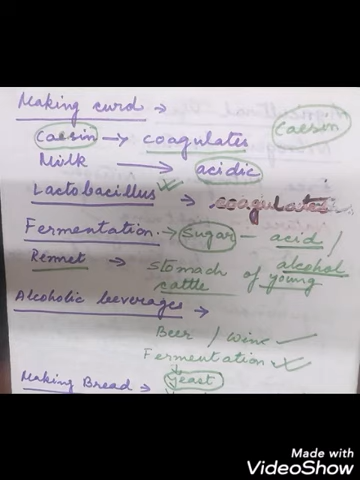 Making curd →
Caesin
Caesin → coagulates
Milk → acidic
Lactobacillus → coagulates
Fermentation. → Sugar – acid /
alcohol
Rennet → stomach of young
cattle
Alcoholic beverages →
Beer / Wine
Fermentation
Making Bread → Yeast
Made with
VideoShow